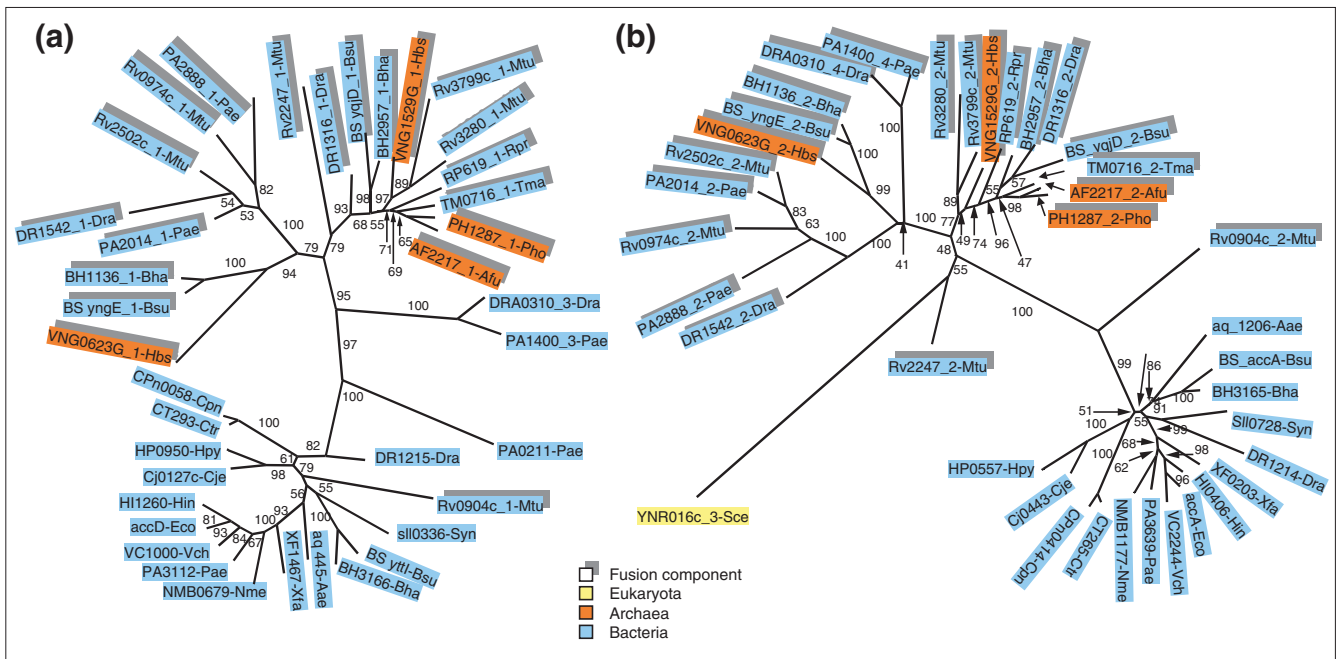 (a)
PA2888_1-Pae
Rv0974c_1-Mtu
Rv2502c_1-Mtu
DR1542_1-Dra
PA2014_1-Pae
BH1136_1-Bha
BS yngE_1-Bsu
VNG0623G_1-Hbs
Rv2247_1-Mtu
DR1316_1-Dra
BS yqjD_1-Bsu
BH2957_1-Bha
VNG1529G_1-Hbs
Rv3799c_1-Mtu
Rv3280_1-Mtu
RP619_1-Rpr
TM0716_1-Tma
PH1287_1-Pho
AF2217_1-Afu
DRA0310_3-Dra
PA1400_3-Pae
PA0211-Pae
DR1215-Dra
Rv0904c_1-Mtu
sll0336-Syn
BS yttI-Bsu
BH3166-Bha
aq 445-Aae
XF1467-Xfa
NMB0679-Nme
PA3112-Pae
VC1000-Vch
accD-Eco
HI1260-Hin
Cj0127c-Cje
HP0950-Hpy
CT293-Ctr
CPn0058-Cpn
82
54
53
100
100
94
79
79
93
98
68
55
97
89
71
69
65
95
100
97
100
82
100
61
79
98
56
55
100
93
100
81
93
84
67
(b)
PA1400_4-Pae
DRA0310_4-Dra
BH1136_2-Bha
BS_yngE_2-Bsu
VNG0623G_2-Hbs
Rv2502c_2-Mtu
PA2014_2-Pae
Rv0974c_2-Mtu
PA2888_2-Pae
DR1542_2-Dra
Rv3280_2-Mtu
Rv3799c_2-Mtu
VNG1529G_2-Hbs
RP619_2-Rpr
BH2957_2-Bha
DR1316_2-Dra
BS_yqjD_2-Bsu
TM0716_2-Tma
AF2217_2-Afu
PH1287_2-Pho
Rv0904c_2-Mtu
Rv2247_2-Mtu
YNR016c_3-Sce
aq_1206-Aae
BS_accA-Bsu
BH3165-Bha
Sll0728-Syn
DR1214-Dra
XF0203-Xfa
HI0406-Hin
accA-Eco
VC2244-Vch
PA3639-Pae
NMB1177-Nme
CT265-Ctr
CPn0414-Cpn
Cj0443-Cje
HP0557-Hpy
100
100
99
83
63
100
41
100
89
77
48
55
49
74
96
47
55
57
98
100
99
86
100
91
51
55
100
100
99
68
62
98
96
Fusion component
Eukaryota
Archaea
Bacteria